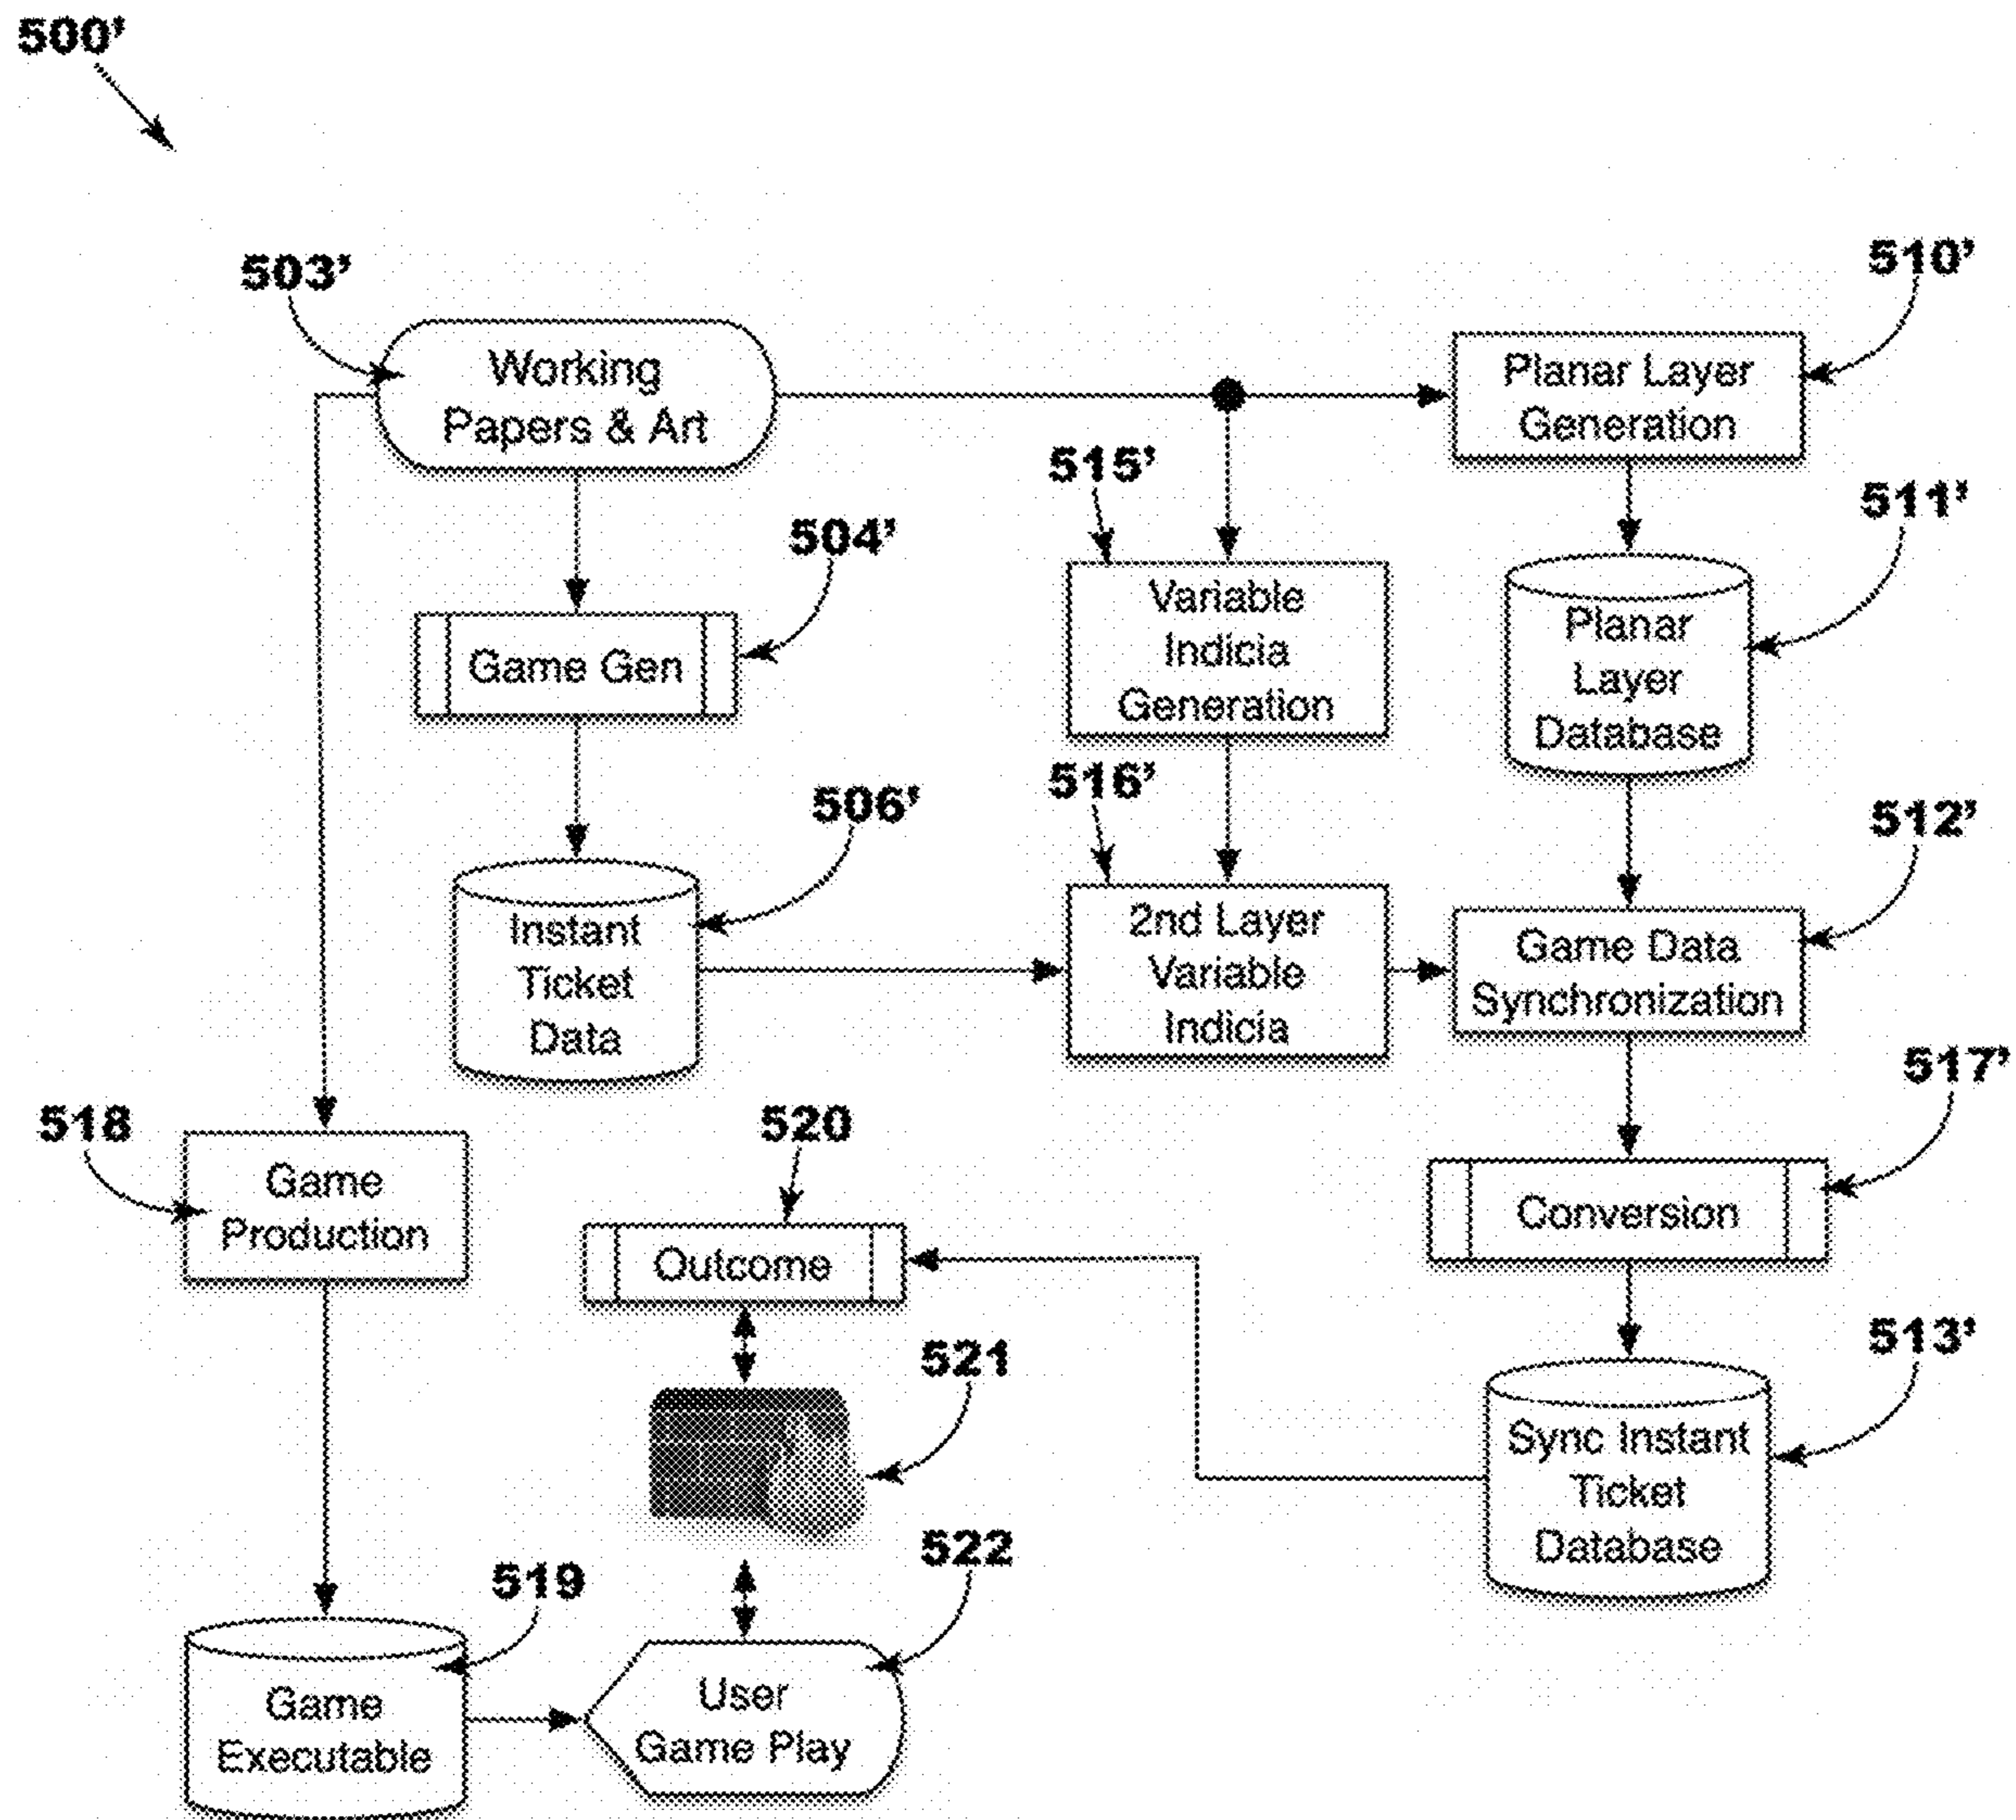 500’
503’
Working
Papers & Art
510’
Planar Layer
Generation
515’
504’
511’
Variable
Indicia
Generation
Game Gen
Planar
Layer
Database
516’
506’
512’
Instant
Ticket
Data
2nd Layer
Variable
Indicia
Game Data
Synchronization
517’
518
520
Game
Production
Conversion
Outcome
521
513’
Sync Instant
Ticket
Database
522
519
Game
Executable
User
Game Play